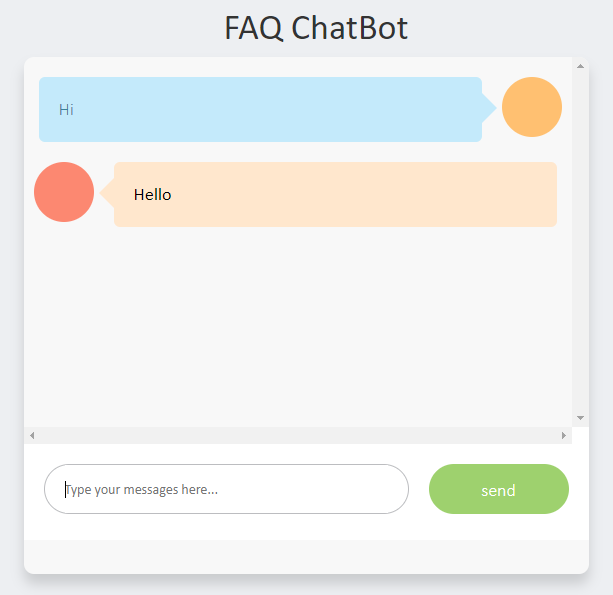 FAQ ChatBot
Hi
Hello
Type your messages here...
send